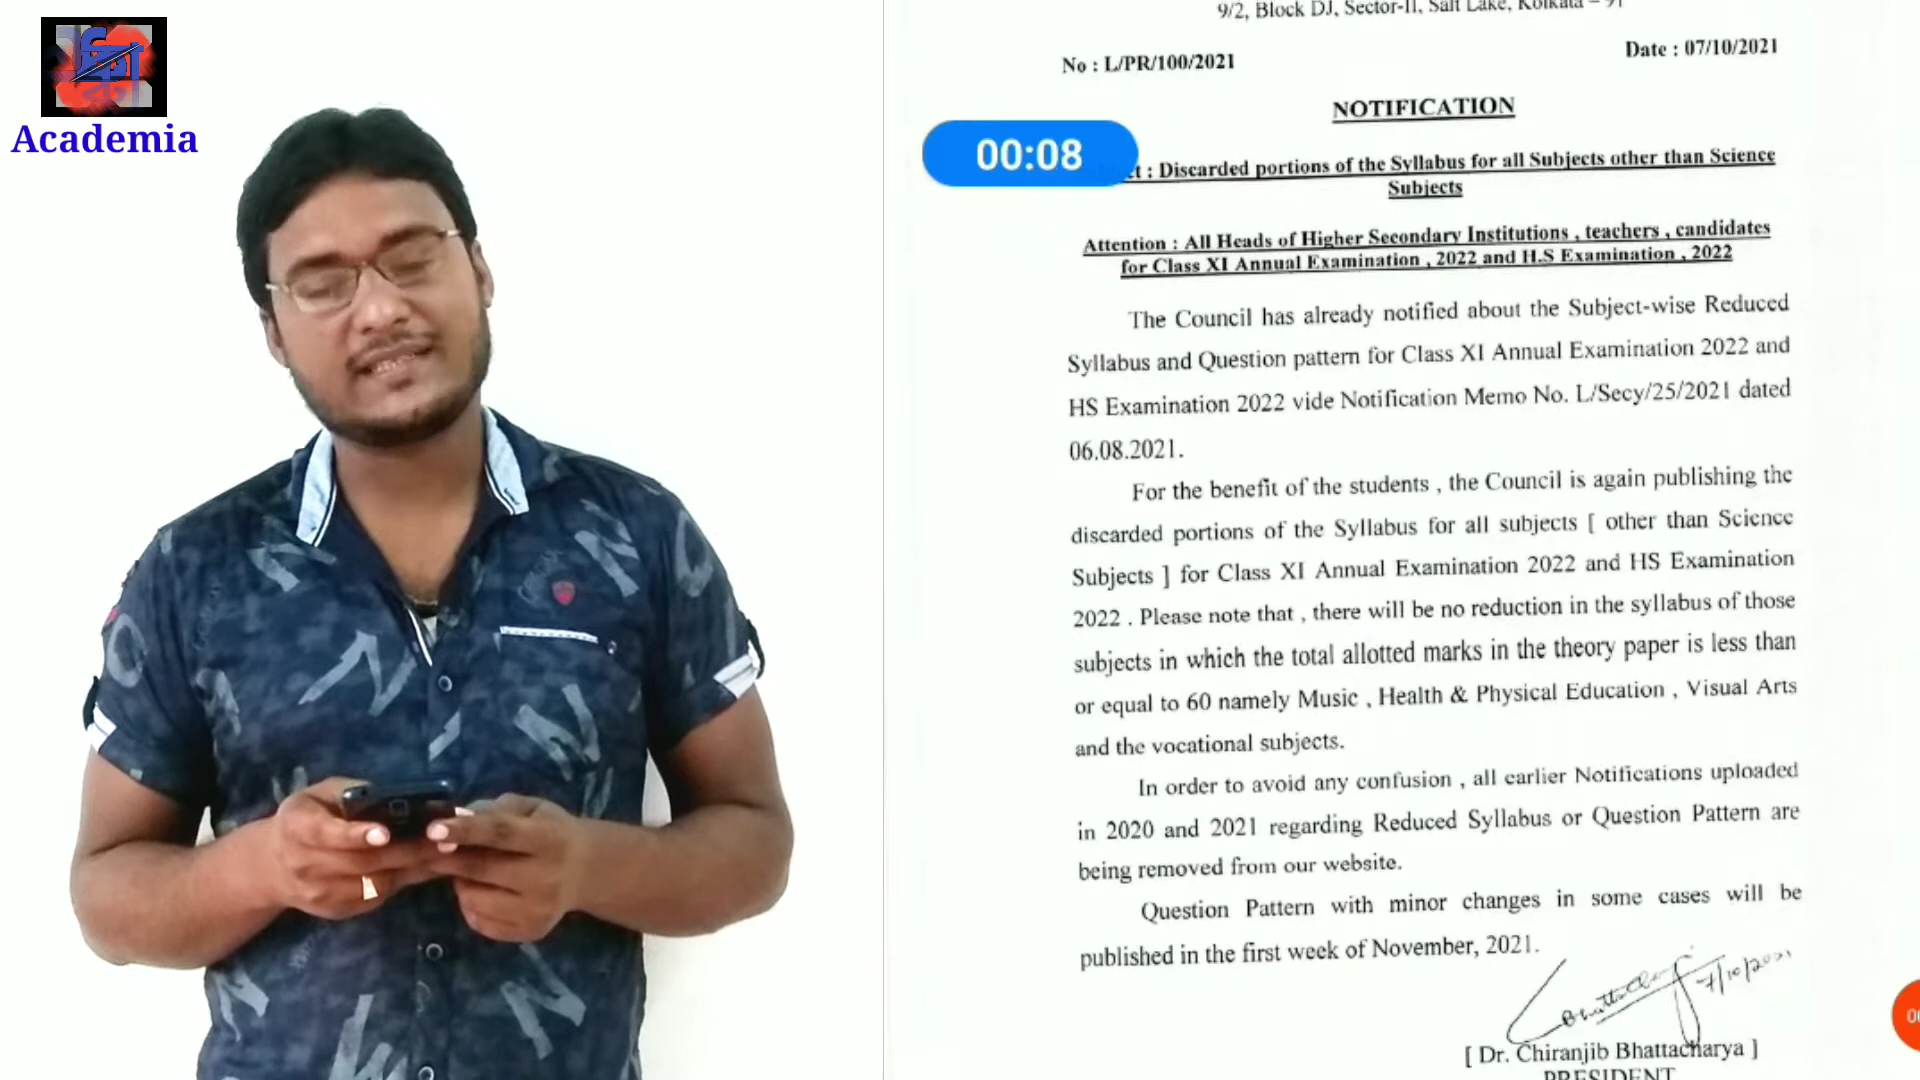 Academia
9/2, Block DJ, Sector-II, Salt Lake, Kolkata – 91
No : L/PR/100/2021
Date : 07/10/2021
NOTIFICATION
00:08
t : Discarded portions of the Syllabus for all Subjects other than Science
Subjects
Attention : All Heads of Higher Secondary Institutions , teachers , candidates
for Class XI Annual Examination , 2022 and H.S Examination , 2022
The Council has already notified about the Subject-wise Reduced
Syllabus and Question pattern for Class XI Annual Examination 2022 and
HS Examination 2022 vide Notification Memo No. L/Secy/25/2021 dated
06.08.2021.
For the benefit of the students , the Council is again publishing the
discarded portions of the Syllabus for all subjects [ other than Science
Subjects ] for Class XI Annual Examination 2022 and HS Examination
2022 . Please note that , there will be no reduction in the syllabus of those
subjects in which the total allotted marks in the theory paper is less than
or equal to 60 namely Music , Health & Physical Education , Visual Arts
and the vocational subjects.
In order to avoid any confusion , all earlier Notifications uploaded
in 2020 and 2021 regarding Reduced Syllabus or Question Pattern are
being removed from our website.
Question Pattern with minor changes in some cases will be
published in the first week of November, 2021.
7/10/2021
[ Dr. Chiranjib Bhattacharya ]
PRESIDENT